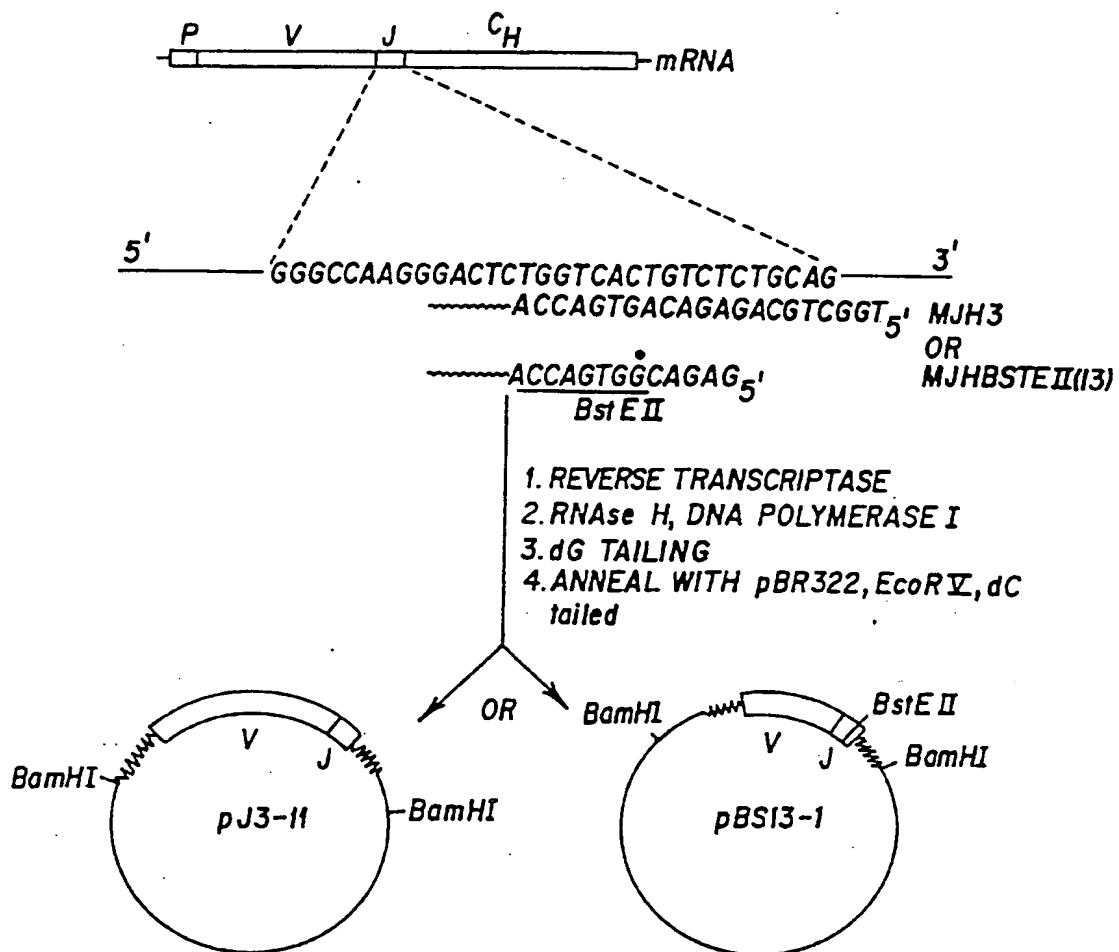 P V J CH
mRNA
5' 3'
GGGCCAAGGGACTCTGGTCACTGTCTCTGCAG
ACCAGTGACAGAGACGTCGGT5' MJH3
OR
ACCAGTGGCAGAG5' MJHBSTEII(13)
BstEII
1. REVERSE TRANSCRIPTASE
2. RNAse H, DNA POLYMERASE I
3. dG TAILING
4. ANNEAL WITH pBR322, EcoRV, dC
tailed
OR
BamHI V J BamHI
pJ3-11
BamHI V J BstEII
BamHI
pBS13-1